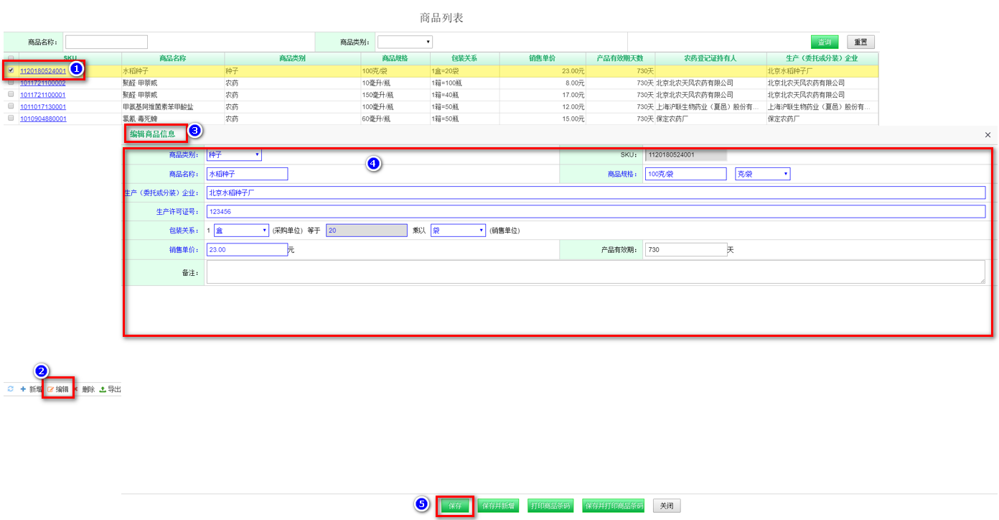 商品列表
商品名称： 商品类别： 查询 重置
SKU 商品名称 商品类别 商品规格 包装关系 销售单价 产品有效期天数 农药登记证持有人 生产（委托或分装）企业
1120180524001 1 水稻种子 种子 100克/袋 1盒=20袋 23.00元 730天 北京水稻种子厂
1011721100002 聚醛·甲萘威 农药 10毫升/瓶 1箱=100瓶 8.00元 730天 北京北农天风农药有限公司 北京北农天风农药有限公司
1011721100001 聚醛·甲萘威 农药 150毫升/瓶 1箱=40瓶 17.00元 730天 北京北农天风农药有限公司 北京北农天风农药有限公司
1011017130001 甲氨基阿维菌素苯甲酸盐 农药 100毫升/瓶 1箱=50瓶 12.00元 730天 上海沪联生物药业（夏邑）股份有... 上海沪联生物药业（夏邑）股份有...
1010904880001 氯氰·毒死蜱 农药 60毫升/瓶 1箱=50瓶 15.00元 730天 保定农药厂 保定农药厂
编辑商品信息 3 ×
商品类别： 种子 4 SKU： 1120180524001
商品名称： 水稻种子 商品规格： 100克/袋 克/袋
生产（委托或分装）企业： 北京水稻种子厂
生产许可证号： 123456
包装关系： 1 盒 (采购单位) 等于 20 乘以 袋 (销售单位)
销售单价： 23.00 元 产品有效期： 730 天
备注：
2
新增 编辑 删除 导出
5 保存 保存并新增 打印商品条码 保存并打印商品条码 关闭